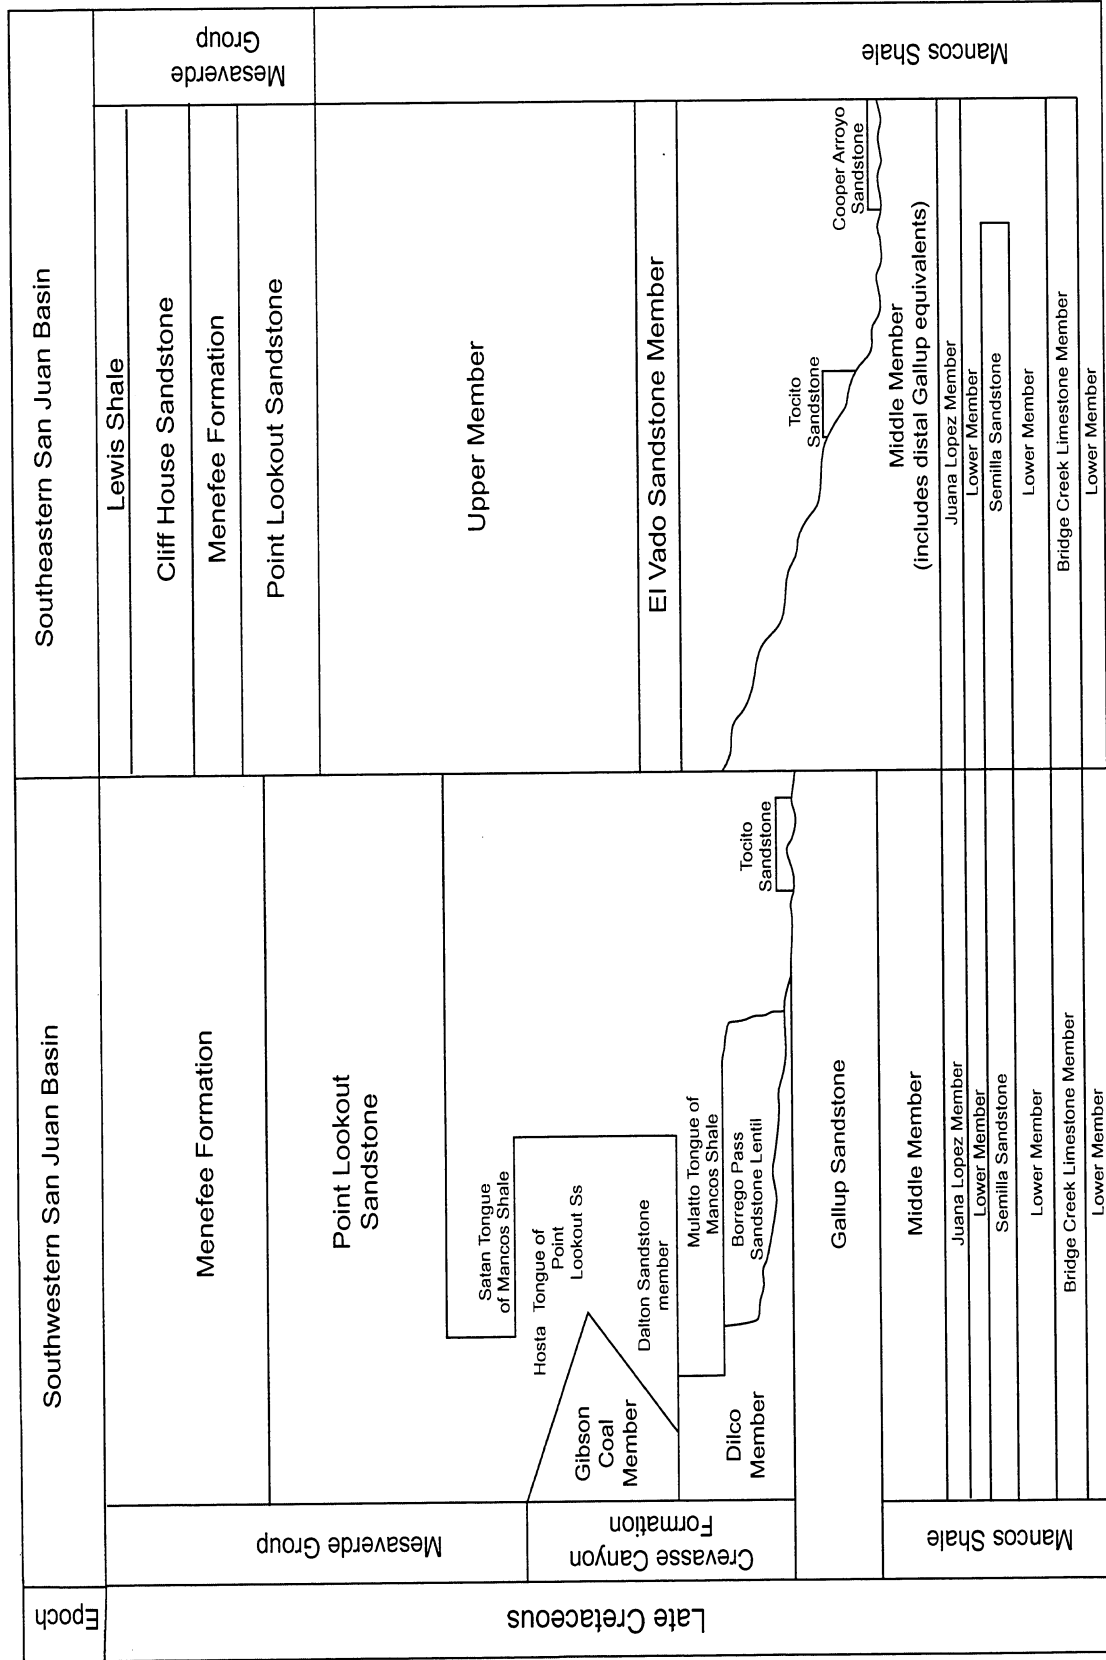 Epoch
Southwestern San Juan Basin
Southeastern San Juan Basin
Late Cretaceous
Mesaverde Group
Crevasse Canyon
Formation
Mancos Shale
Menefee Formation
Point Lookout
Sandstone
Satan Tongue
of Mancos Shale
Hosta Tongue of
Point
Lookout Ss
Gibson
Coal
Member
Dalton Sandstone
member
Mulatto Tongue of
Mancos Shale
Dilco
Member
Borrego Pass
Sandstone Lentil
Tocito
Sandstone
Gallup Sandstone
Middle Member
Juana Lopez Member
Lower Member
Semilla Sandstone
Lower Member
Bridge Creek Limestone Member
Lower Member
Lewis Shale
Cliff House Sandstone
Menefee Formation
Point Lookout Sandstone
Upper Member
El Vado Sandstone Member
Tocito
Sandstone
Cooper Arroyo
Sandstone
Middle Member
(includes distal Gallup equivalents)
Juana Lopez Member
Lower Member
Semilla Sandstone
Lower Member
Bridge Creek Limestone Member
Lower Member
Mesaverde
Group
Mancos Shale